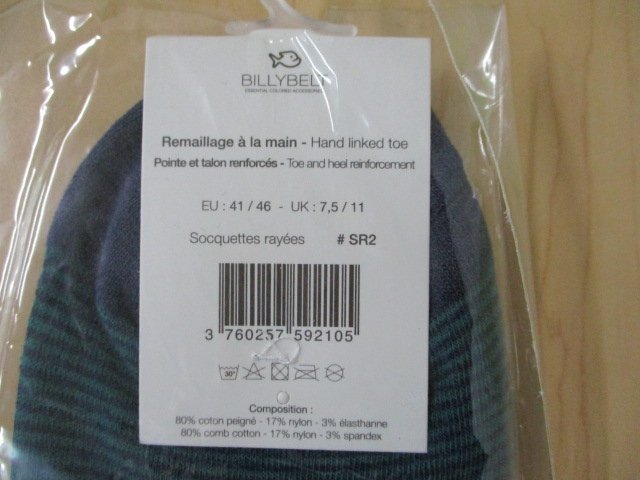 BILLYBELT
ESSENTIAL COLORED ACCESSORIES
Remaillage à la main - Hand linked toe
Pointe et talon renforcés - Toe and heel reinforcement
EU : 41 / 46 - UK : 7,5 / 11
Socquettes rayées # SR2
3 760257 592105
30°
Composition :
80% coton peigné - 17% nylon - 3% élasthanne
80% comb cotton - 17% nylon - 3% spandex